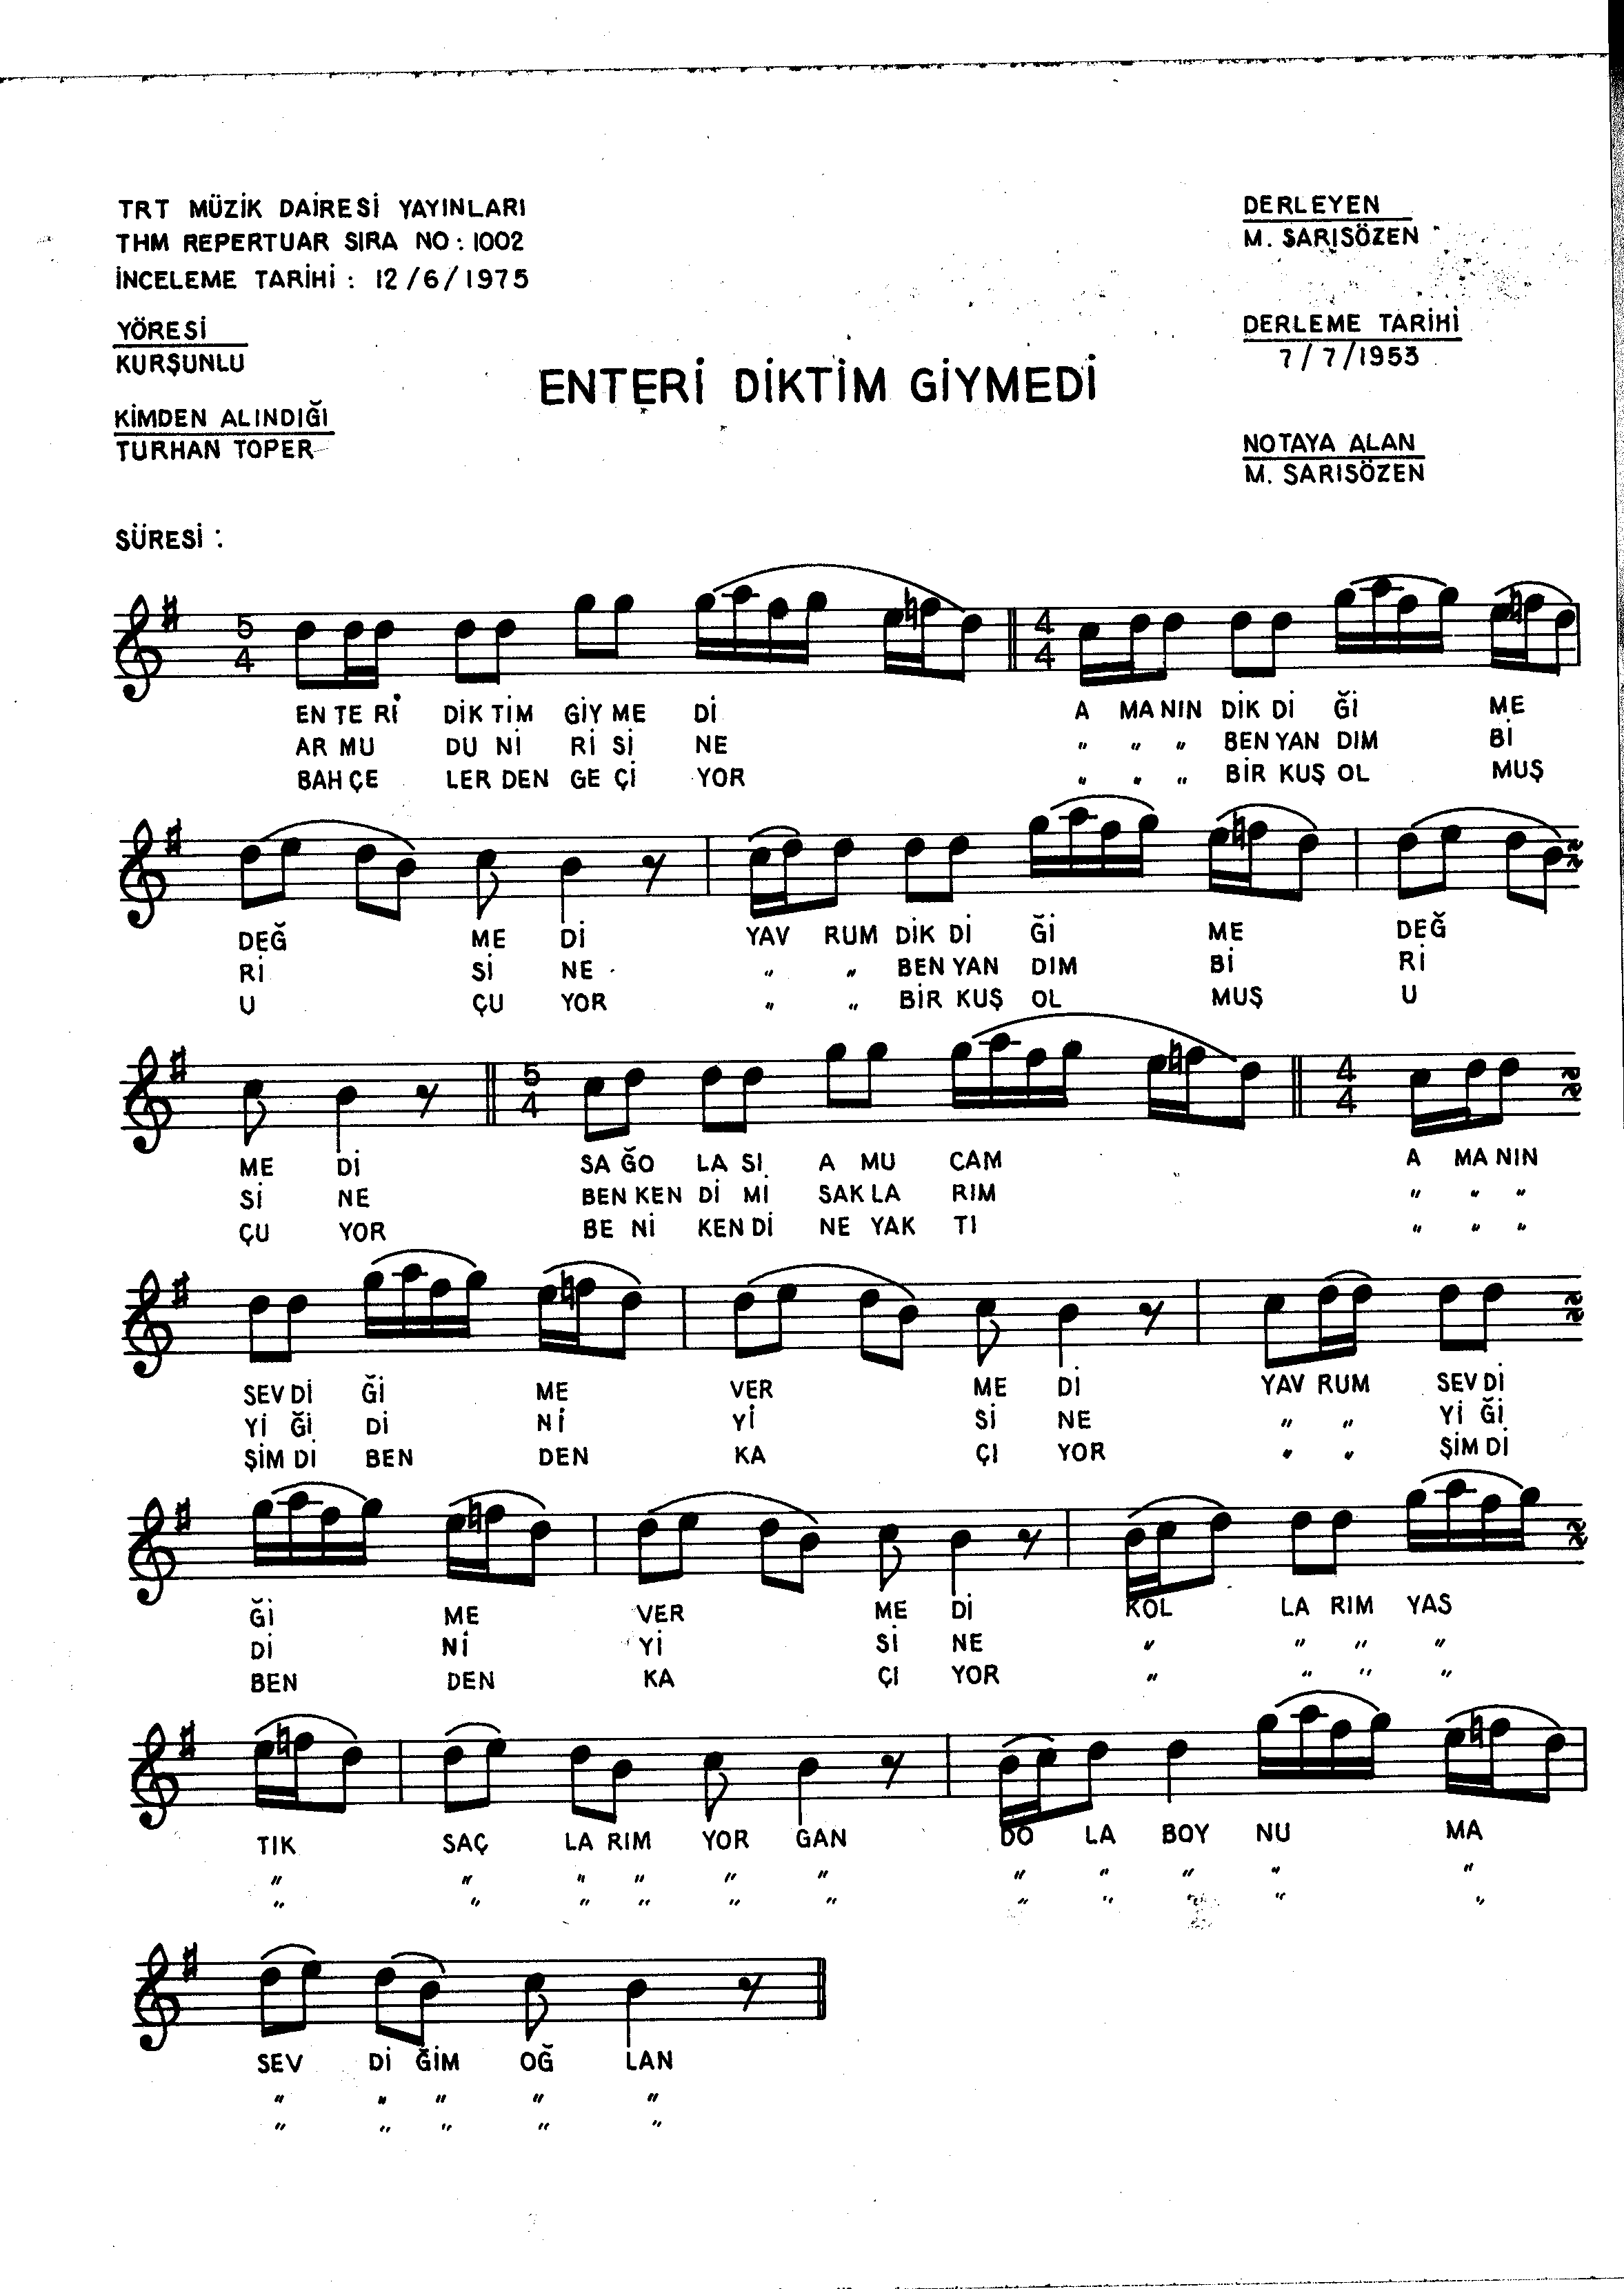 TRT MÜZİK DAİRESİ YAYINLARI
THM REPERTUAR SIRA NO : 1002
İNCELEME TARİHİ : 12/6/1975
DERLEYEN
M. SARISÖZEN
YÖRESİ
KURŞUNLU
DERLEME TARİHİ
7/7/1953
ENTERİ DİKTİM GİYMEDİ
KİMDEN ALINDIĞI
TURHAN TOPER
NOTAYA ALAN
M. SARISÖZEN
SÜRESİ :
5 4 4 4
EN TE Rİ DİK TİM GİY ME Dİ A MA NIN DİK Dİ Ğİ ME
AR MU DU Nİ Rİ Sİ NE " " " BEN YAN DIM Bİ
BAH ÇE LER DEN GE Çİ YOR " " " BİR KUŞ OL MUŞ
DEĞ ME Dİ YAV RUM DİK Dİ Ğİ ME DEĞ
Rİ Sİ NE " " BEN YAN DIM Bİ Rİ
U ÇU YOR " " BİR KUŞ OL MUŞ U
5 4 4 4
ME Dİ SA ĞO LA SI A MU CAM A MA NIN
Sİ NE BEN KEN Dİ Mİ SAK LA RIM " " "
ÇU YOR BE Nİ KEN Dİ NE YAK TI " " "
SEV Dİ Ğİ ME VER ME Dİ YAV RUM SEV Dİ
Yİ Ğİ Dİ Nİ Yİ Sİ NE " " Yİ Ğİ
ŞİM Dİ BEN DEN KA ÇI YOR " " ŞİM Dİ
Ğİ ME VER ME Dİ KOL LA RIM YAS
Dİ Nİ Yİ Sİ NE " " " "
BEN DEN KA ÇI YOR " " " "
TIK SAÇ LA RIM YOR GAN DO LA BOY NU MA
" " " " " " " " " " "
" " " " " " " " " " "
SEV Dİ ĞİM OĞ LAN
" " " " "
" " " " "